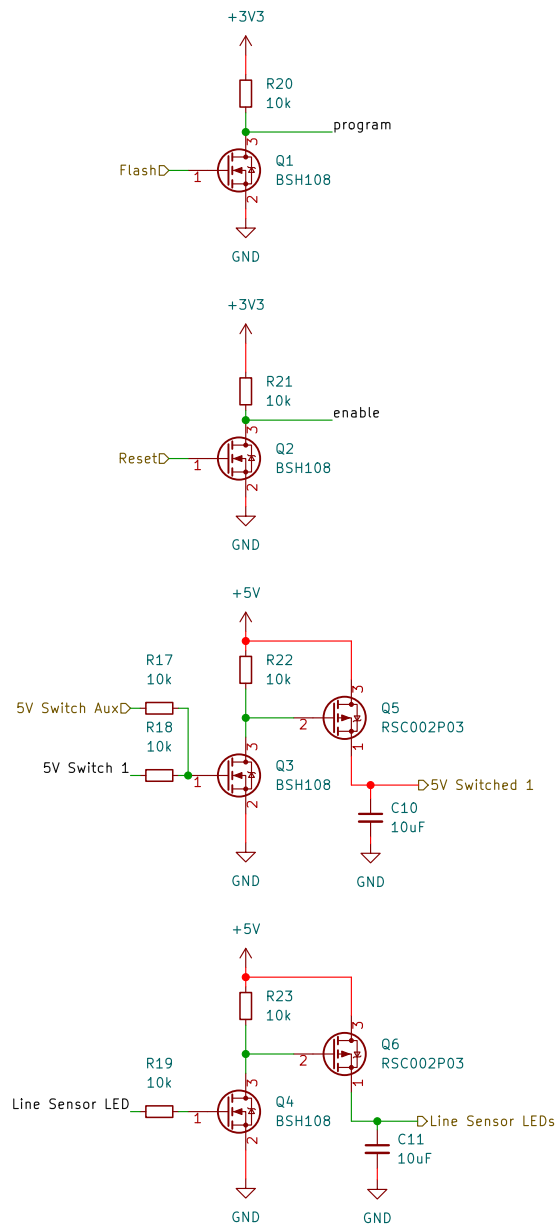 +3V3
R20
10k
program
3
Q1
BSH108
Flash
1
2
GND
+3V3
R21
10k
enable
3
Q2
BSH108
Reset
1
2
GND
+5V
R17
10k
R22
10k
5V Switch Aux
3
Q5
RSC002P03
2
1
R18
10k
5V Switch 1
3
Q3
BSH108
1
2
5V Switched 1
C10
10uF
GND
GND
+5V
R23
10k
3
Q6
RSC002P03
2
1
R19
10k
Line Sensor LED
3
Q4
BSH108
1
2
Line Sensor LEDs
C11
10uF
GND
GND